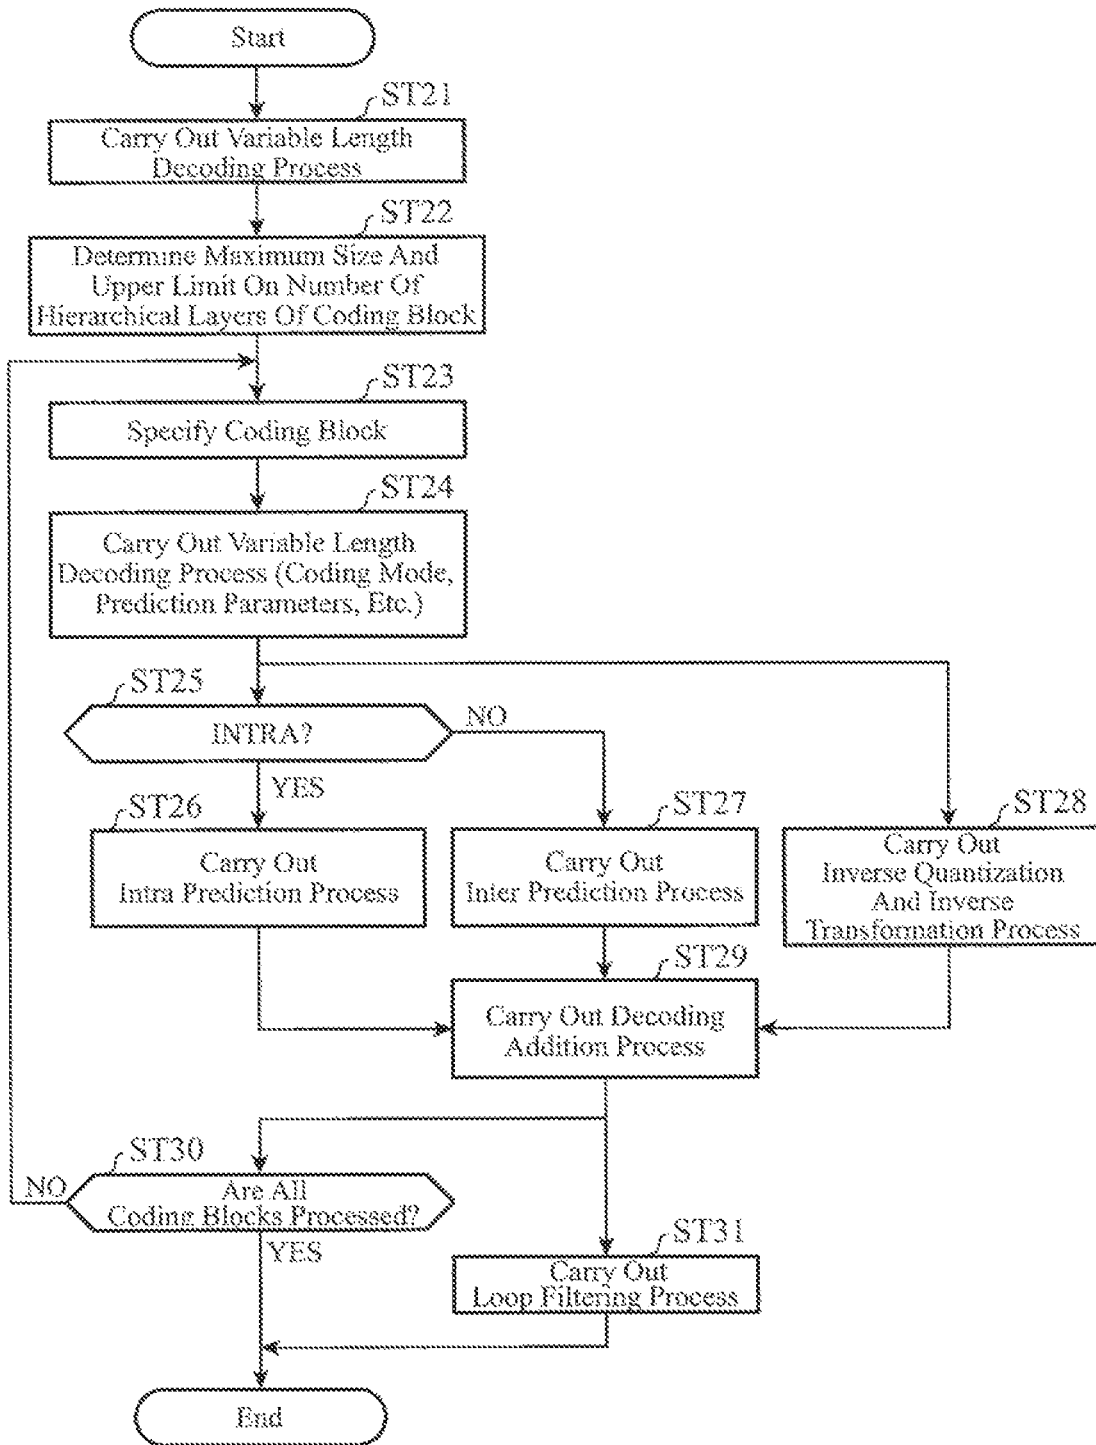 Start
ST21
Carry Out Variable Length
Decoding Process
ST22
Determine Maximum Size And
Upper Limit On Number Of
Hierarchical Layers Of Coding Block
ST23
Specify Coding Block
ST24
Carry Out Variable Length
Decoding Process (Coding Mode,
Prediction Parameters, Etc.)
ST25
INTRA?
NO
YES
ST26
Carry Out
Intra Prediction Process
ST27
Carry Out
Inter Prediction Process
ST28
Carry Out
Inverse Quantization
And Inverse
Transformation Process
ST29
Carry Out Decoding
Addition Process
ST30
NO
Are All
Coding Blocks Processed?
YES
ST31
Carry Out
Loop Filtering Process
End